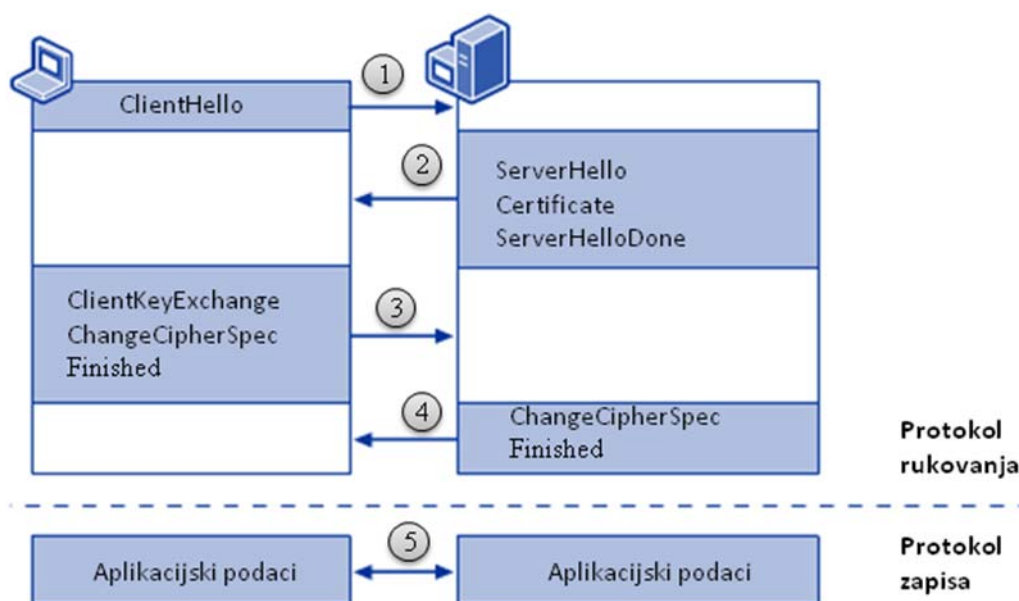 1
ClientHello
2
ServerHello
Certificate
ServerHelloDone
ClientKeyExchange
ChangeCipherSpec
Finished
3
4
ChangeCipherSpec
Finished
Protokol
rukovanja
5
Aplikacijski podaci
Aplikacijski podaci
Protokol
zapisa